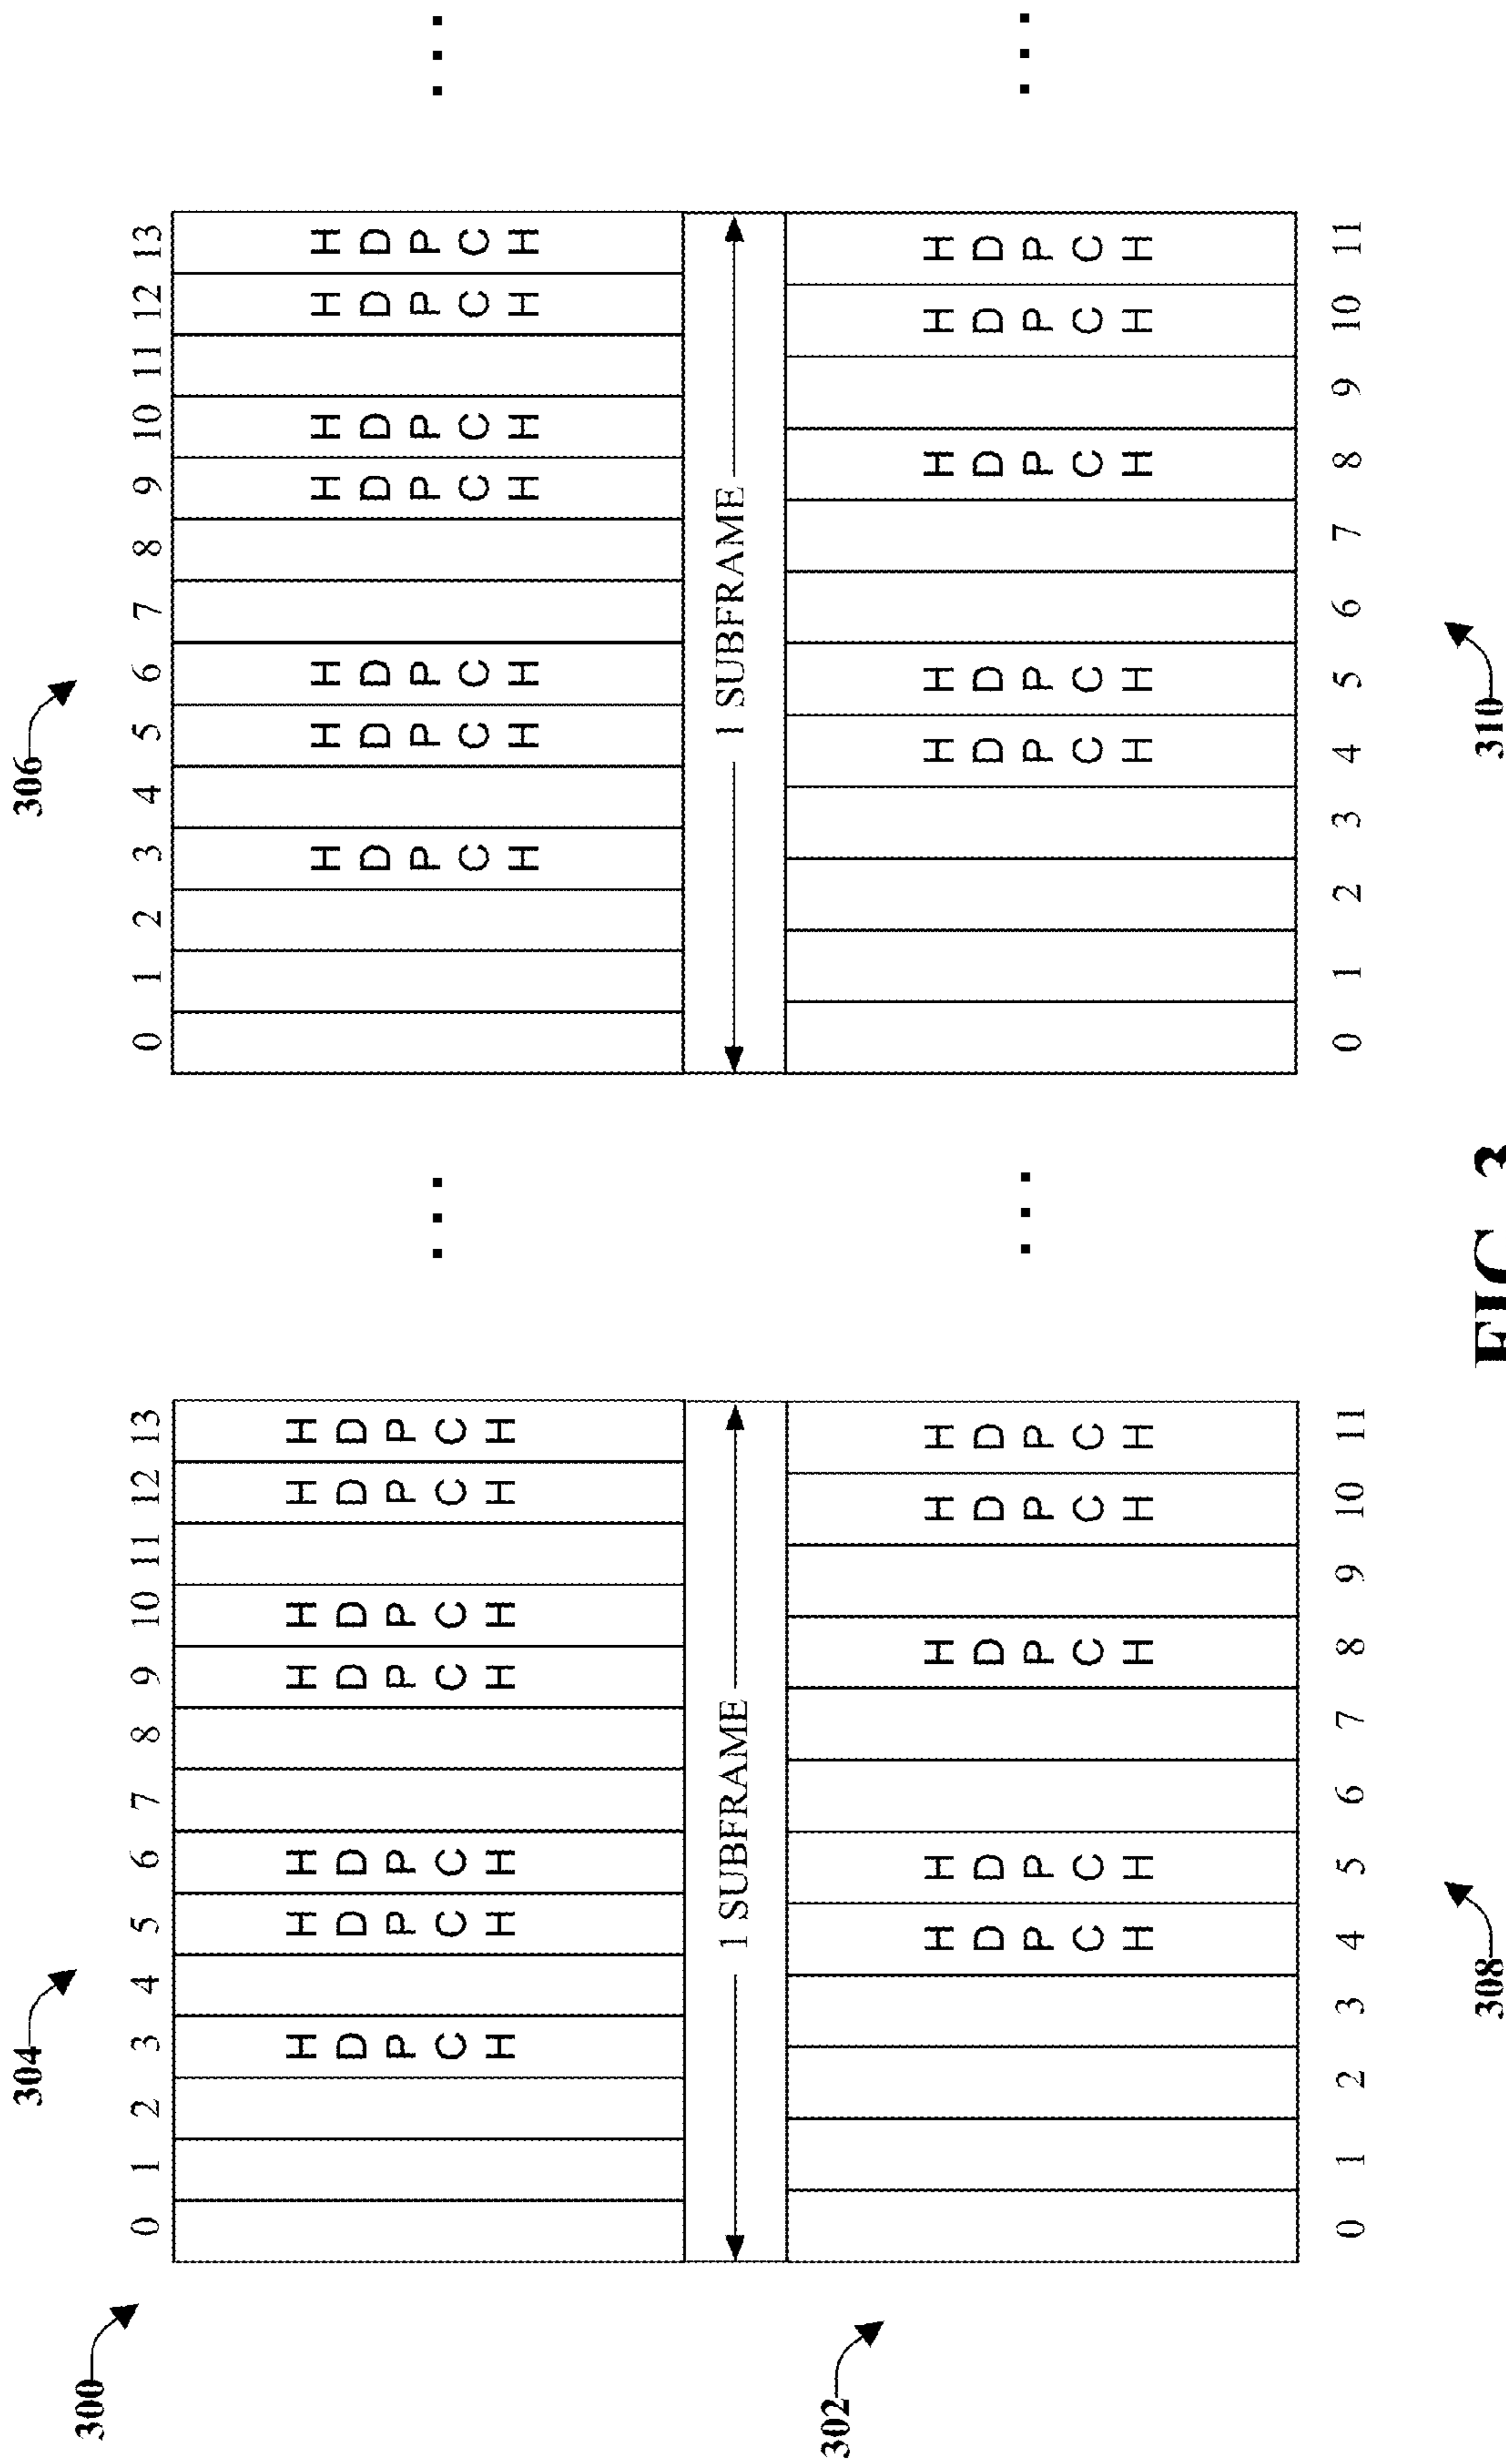 304
306
300
0 1 2 3 4 5 6 7 8 9 10 11 12 13
0 1 2 3 4 5 6 7 8 9 10 11 12 13
HDPCH HDPCH HDPCH HDPCH HDPCH HDPCH HDPCH
...
HDPCH HDPCH HDPCH HDPCH HDPCH HDPCH HDPCH
...
1 SUBFRAME
1 SUBFRAME
302
HDPCH HDPCH HDPCH HDPCH HDPCH
...
HDPCH HDPCH HDPCH HDPCH HDPCH
...
0 1 2 3 4 5 6 7 8 9 10 11
0 1 2 3 4 5 6 7 8 9 10 11
308
310
FIG. 3